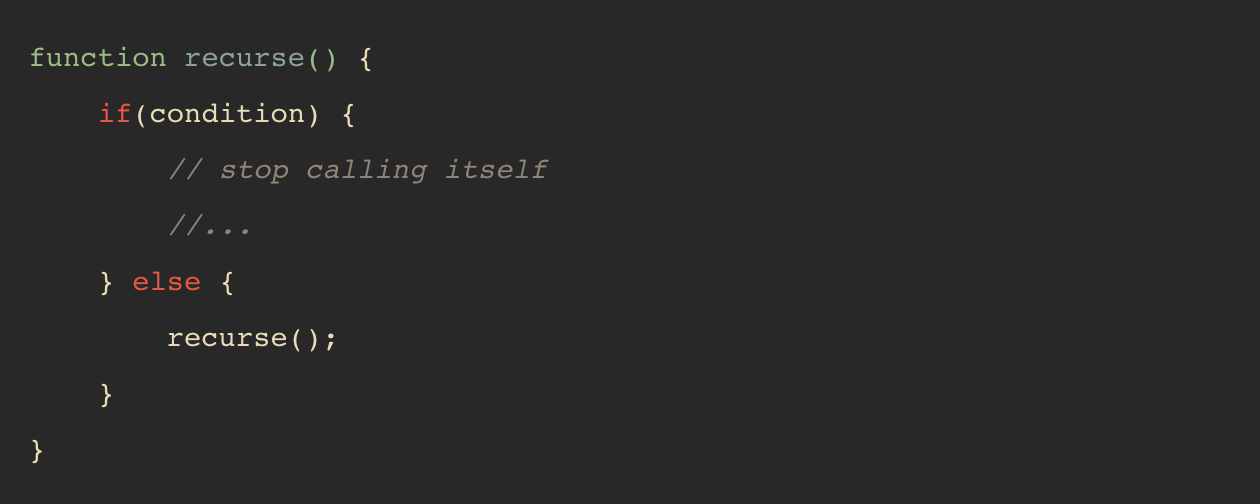 function recurse() {
    if(condition) {
        // stop calling itself
        //...
    } else {
        recurse();
    }
}